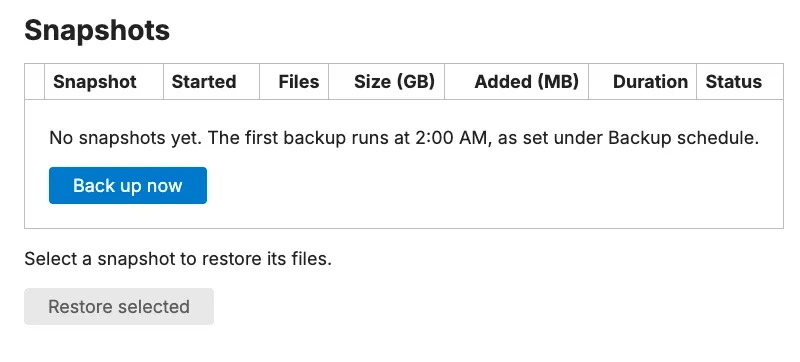 Snapshots
Snapshot Started Files Size (GB) Added (MB) Duration Status
No snapshots yet. The first backup runs at 2:00 AM, as set under Backup schedule.
Back up now
Select a snapshot to restore its files.
Restore selected